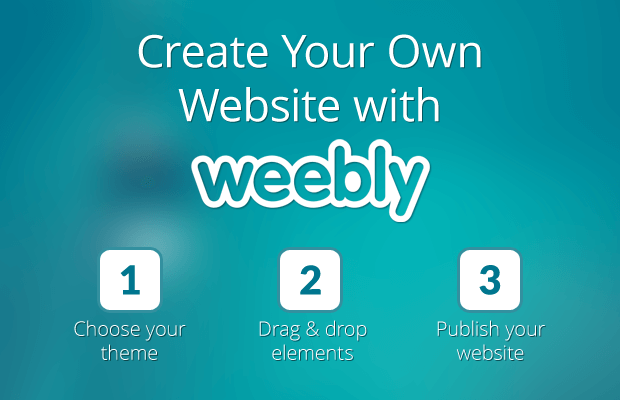 Create Your Own
Website with
weebly
1
Choose your
theme
2
Drag & drop
elements
3
Publish your
website